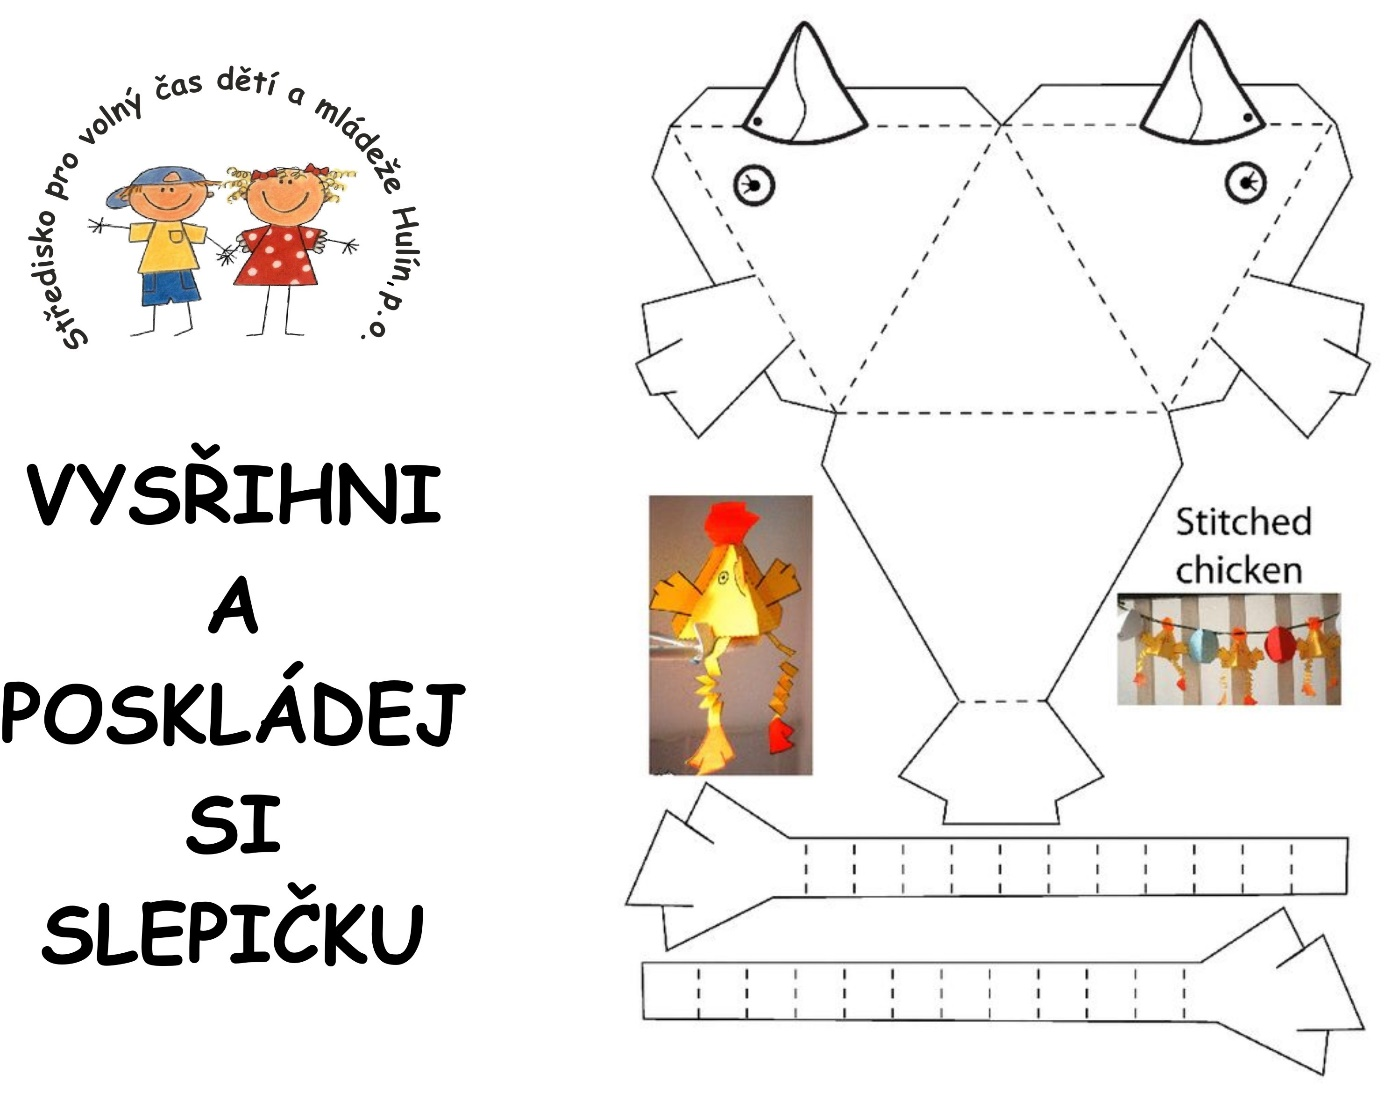 Středisko pro volný čas dětí a mládeže Hulín, p.o.
VYSŘIHNI
A
POSKLÁDEJ
SI
SLEPIČKU
Stitched
chicken